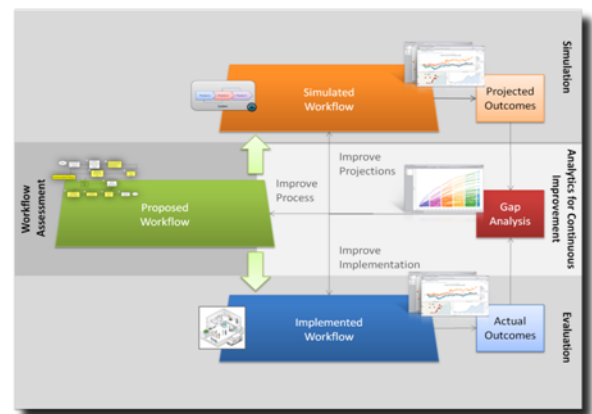 Simulation
Simulated
Workflow
Projected
Outcomes
Improve
Projections
Workflow
Assessment
Proposed
Workflow
Improve
Process
Gap
Analysis
Analytics for Continuous
Improvement
Improve
Implementation
Implemented
Workflow
Actual
Outcomes
Evaluation